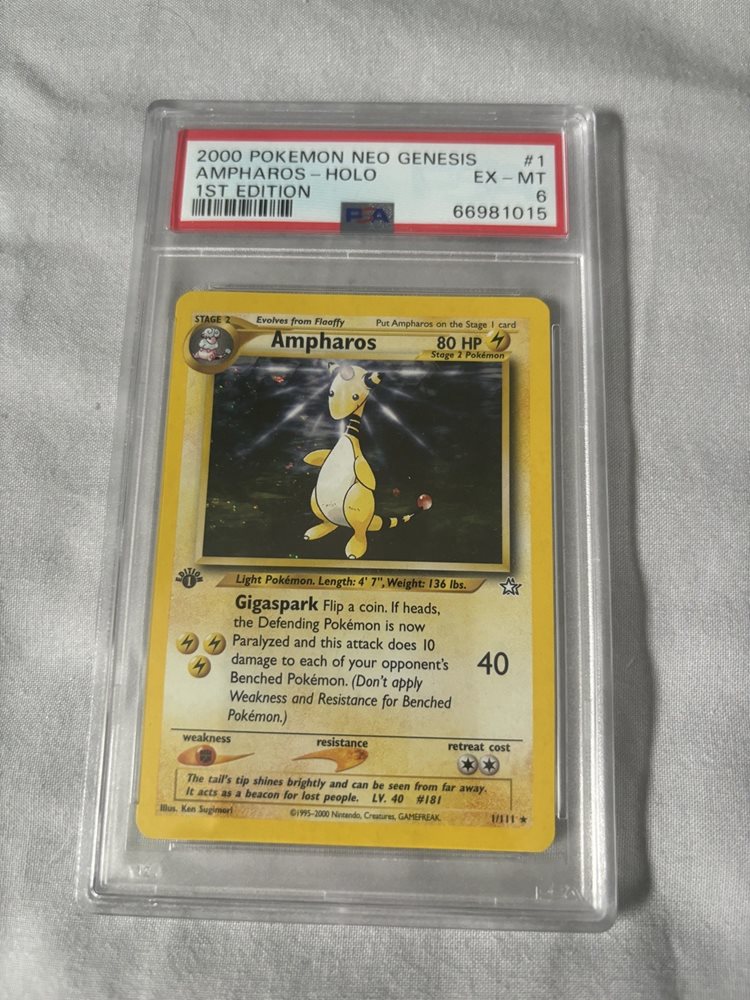 2000 POKEMON NEO GENESIS #1
AMPHAROS - HOLO EX - MT
1ST EDITION 6
PSA 66981015
STAGE 2 Evolves from Flaaffy Put Ampharos on the Stage 1 card
Ampharos 80 HP
Stage 2 Pokémon
EDITION
1
Light Pokémon. Length: 4' 7", Weight: 136 lbs.
Gigaspark Flip a coin. If heads,
the Defending Pokémon is now
Paralyzed and this attack does 10
damage to each of your opponent's
Benched Pokémon. (Don't apply
Weakness and Resistance for Benched
Pokémon.)
40
weakness resistance retreat cost
The tail's tip shines brightly and can be seen from far away.
It acts as a beacon for lost people. LV. 40 #181
Illus. Ken Sugimori ©1995-2000 Nintendo, Creatures, GAMEFREAK. 1/111 ★